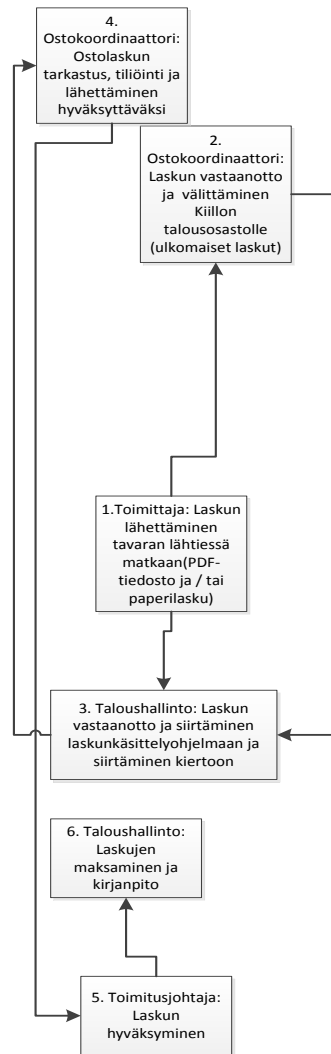 4.
Ostokoordinaattori:
Ostolaskun
tarkastus, tiliöinti ja
lähettäminen
hyväksyttäväksi
2.
Ostokoordinaattori:
Laskun vastaanotto
ja välittäminen
Kiillon
talousosastolle
(ulkomaiset laskut)
1.Toimittaja: Laskun
lähettäminen
tavaran lähtiessä
matkaan(PDF-
tiedosto ja / tai
paperilasku)
3. Taloushallinto: Laskun
vastaanotto ja siirtäminen
laskunkäsittelyohjelmaan ja
siirtäminen kiertoon
6. Taloushallinto:
Laskujen
maksaminen ja
kirjanpito
5. Toimitusjohtaja:
Laskun
hyväksyminen